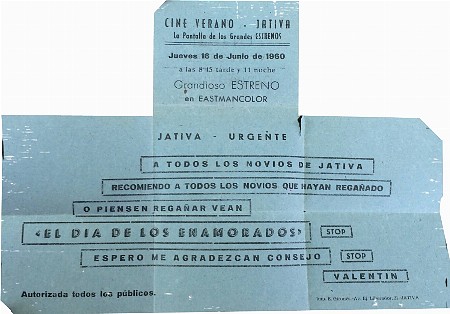 CINE VERANO - JATIVA
La Pantalla de los Grandes ESTRENOS
Jueves 16 de Junio de 1960
a las 8'45 tarde y 11 noche
Grandioso ESTRENO
en EASTMANCOLOR
JATIVA - URGENTE
A TODOS LOS NOVIOS DE JATIVA
RECOMIENDO A TODOS LOS NOVIOS QUE HAYAN REGAÑADO
O PIENSEN REGAÑAR VEAN
«EL DIA DE LOS ENAMORADOS» STOP
ESPERO ME AGRADEZCAN CONSEJO STOP
VALENTIN
Autorizada todos los públicos.
JATIVA